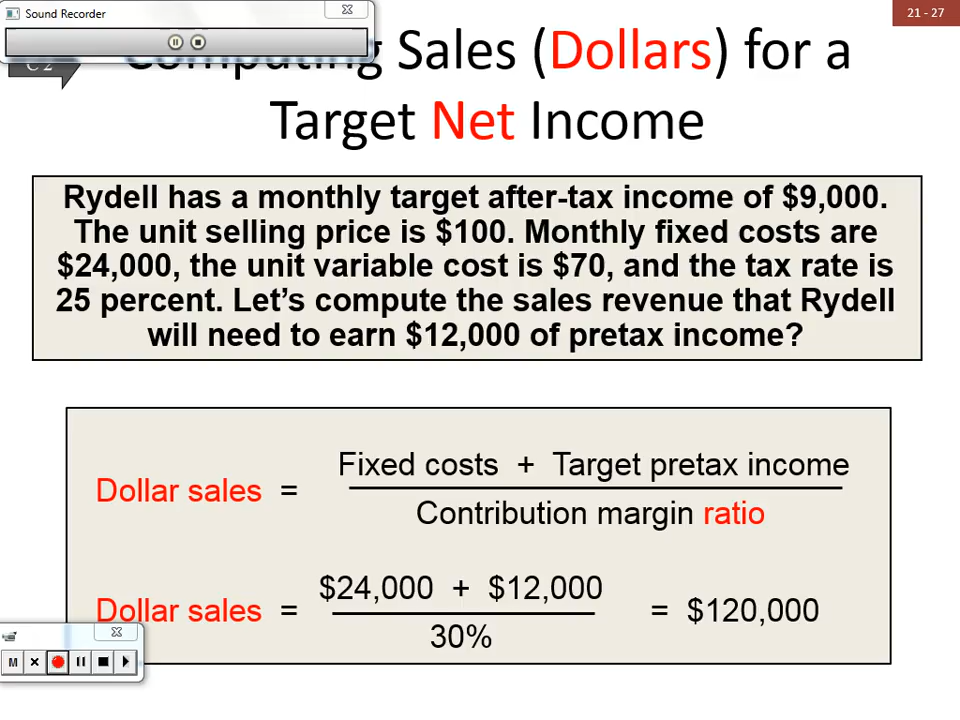 Sound Recorder
21 - 27
C 2
Computing Sales (Dollars) for a
Target Net Income
Rydell has a monthly target after-tax income of $9,000.
The unit selling price is $100. Monthly fixed costs are
$24,000, the unit variable cost is $70, and the tax rate is
25 percent. Let’s compute the sales revenue that Rydell
will need to earn $12,000 of pretax income?
Dollar sales =
Fixed costs + Target pretax income
Contribution margin ratio
Dollar sales =
$24,000 + $12,000
30%
= $120,000
M